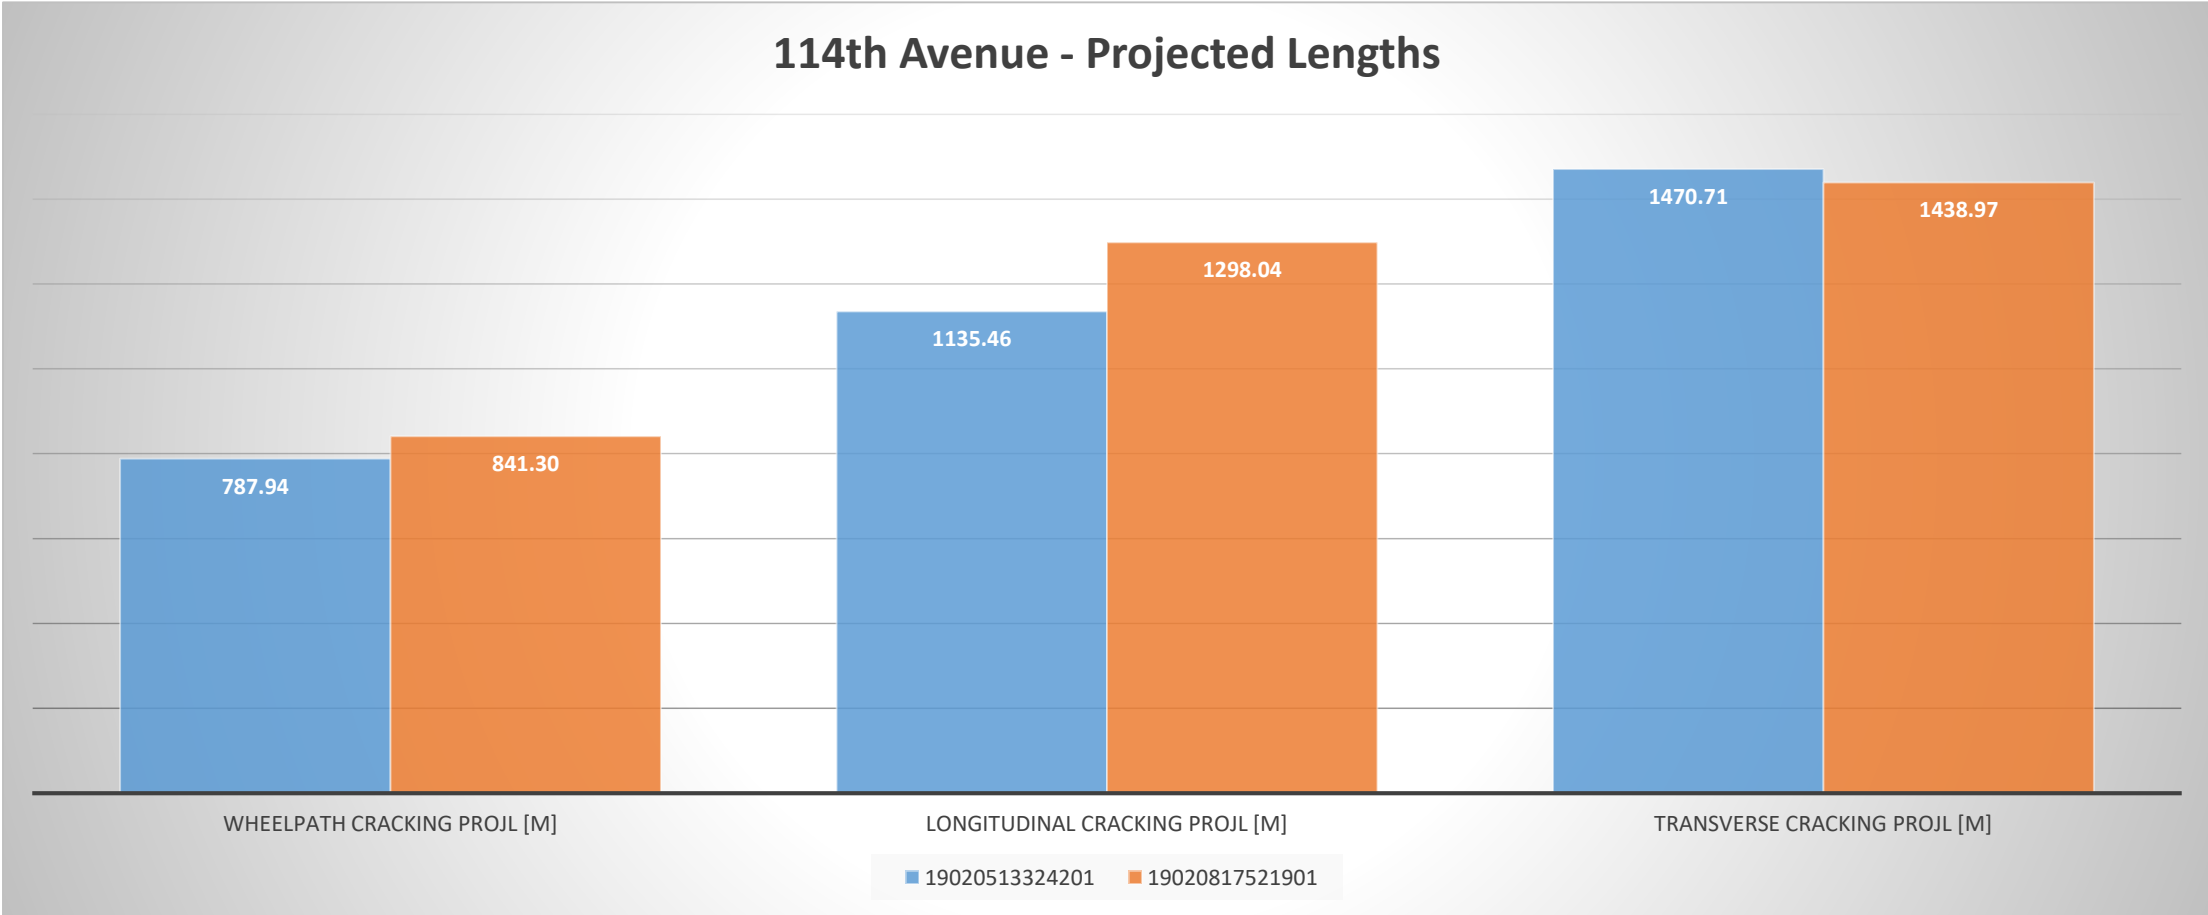 114th Avenue - Projected Lengths
1470.71
1438.97
1298.04
1135.46
841.30
787.94
WHEELPATH CRACKING PROJL [M]
LONGITUDINAL CRACKING PROJL [M]
TRANSVERSE CRACKING PROJL [M]
19020513324201
19020817521901